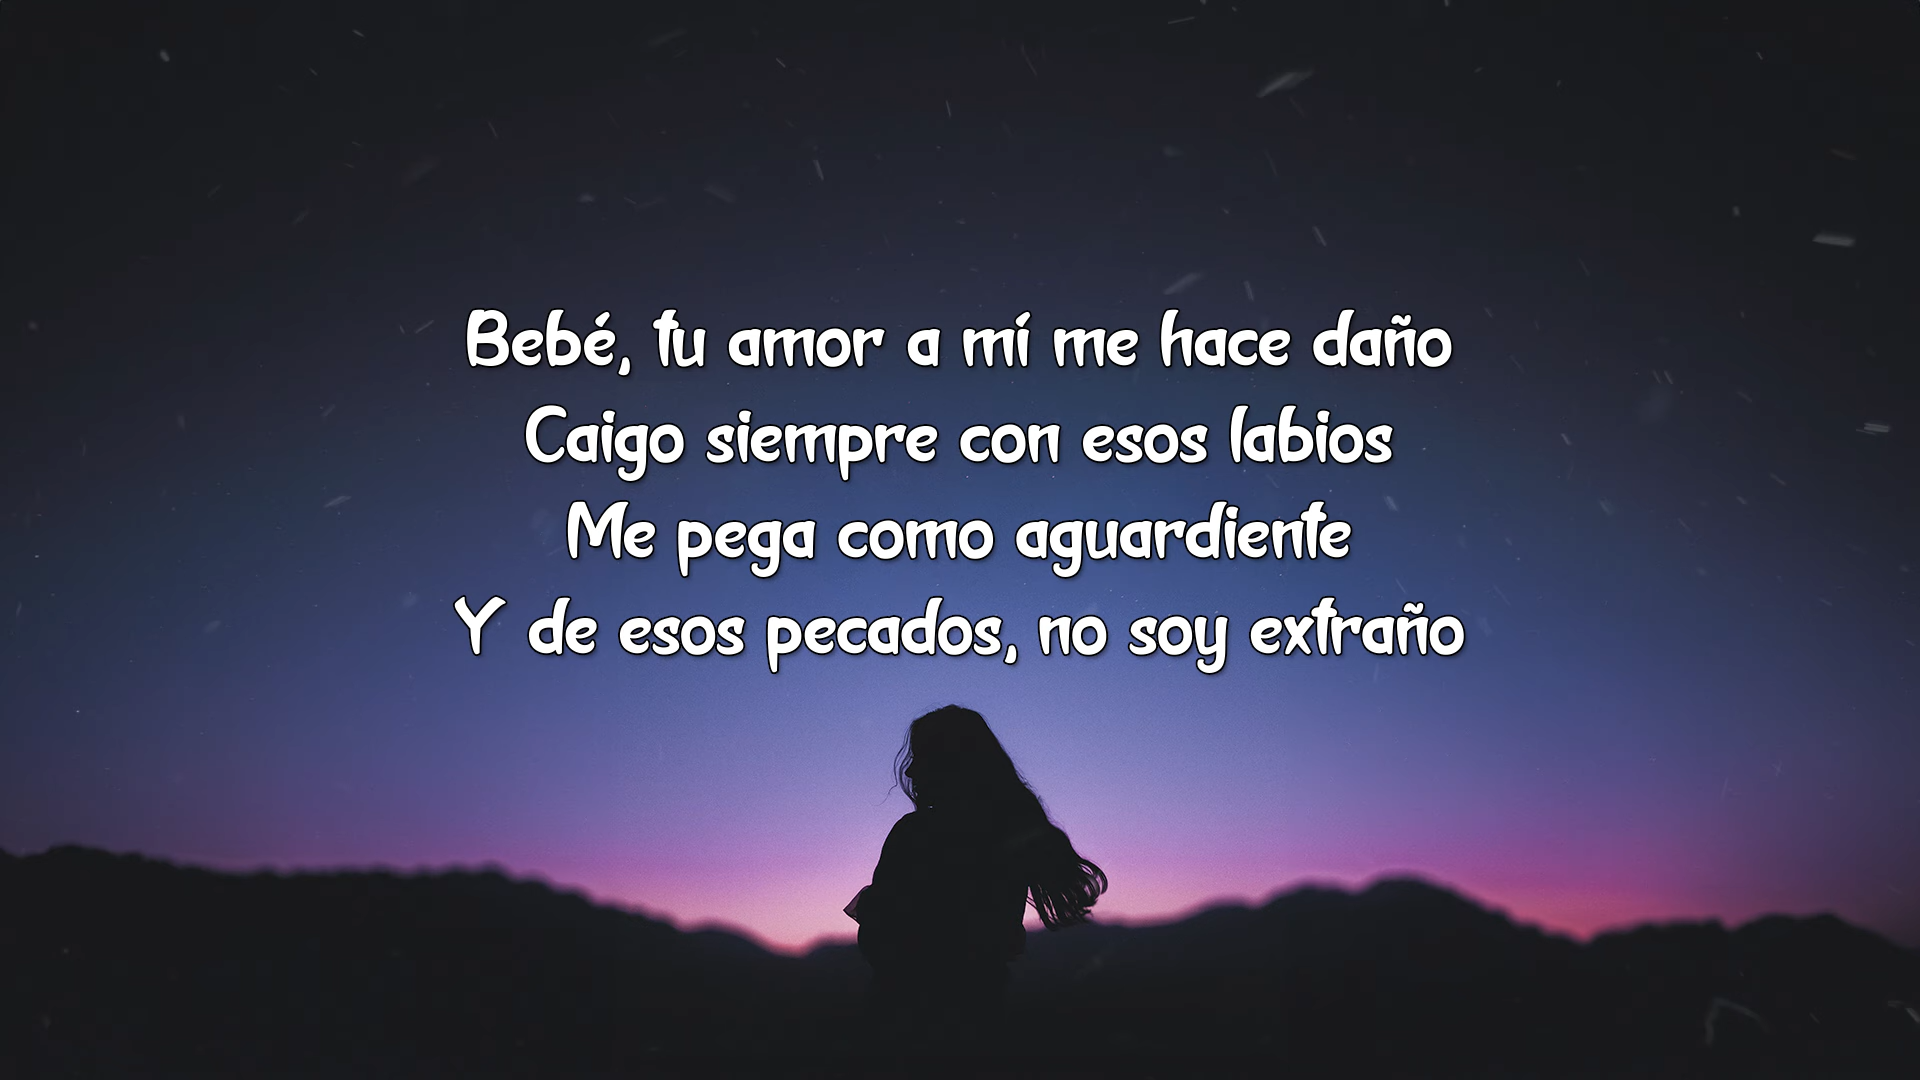 Bebé, tu amor a mí me hace daño
Caigo siempre con esos labios
Me pega como aguardiente
Y de esos pecados, no soy extraño